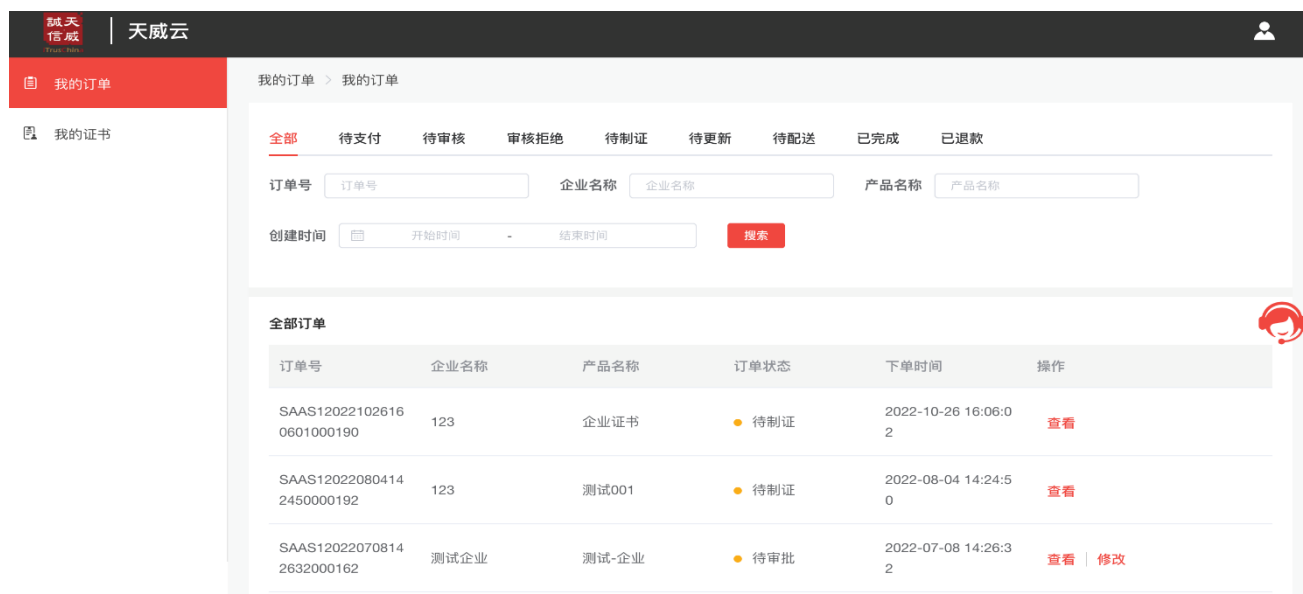 誠天
信威
天威云
我的订单
我的证书
我的订单 > 我的订单
全部 待支付 待审核 审核拒绝 待制证 待更新 待配送 已完成 已退款
订单号 订单号 企业名称 企业名称 产品名称 产品名称
创建时间 开始时间 - 结束时间 搜索
全部订单
订单号 企业名称 产品名称 订单状态 下单时间 操作
SAAS12022102616
0601000190
123 企业证书 待制证
2022-10-26 16:06:0
2
查看
SAAS12022080414
2450000192
123 测试001 待制证
2022-08-04 14:24:5
0
查看
SAAS12022070814
2632000162
测试企业 测试-企业 待审批
2022-07-08 14:26:3
2
查看 修改